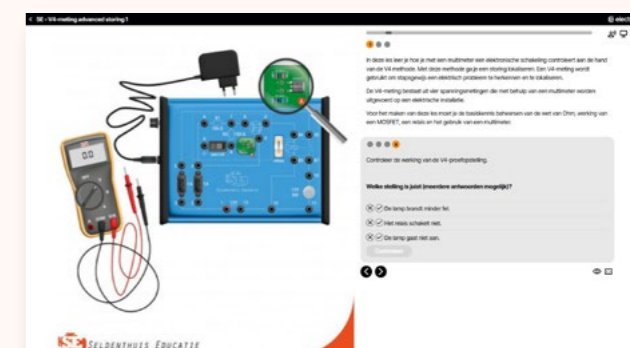 < SE - V4-meting advanced storing 1
elect
0.0
SELDENTHUIS EDUCATIE
In deze les leer je hoe je met een multimeter een elektronische schakeling controleert aan de hand
van de V4 methode. Met deze methode ga je een storing lokaliseren. Een V4-meting wordt
gebruikt om stapsgewijs een elektrisch probleem te herkennen en te lokaliseren.
De V4-meting bestaat uit vier spanningsmetingen die met behulp van een multimeter worden
uitgevoerd op een elektrische installatie.
Voor het maken van deze les moet je de basiskennis beheersen van de wet van Ohm, werking van
een MOSFET, een relais en het gebruik van een multimeter.
Controleer de werking van de V4-proefopstelling.
Welke stelling is juist (meerdere antwoorden mogelijk)?
De lamp brandt minder fel.
Het relais schakelt niet.
De lamp gaat niet aan.
Controleer